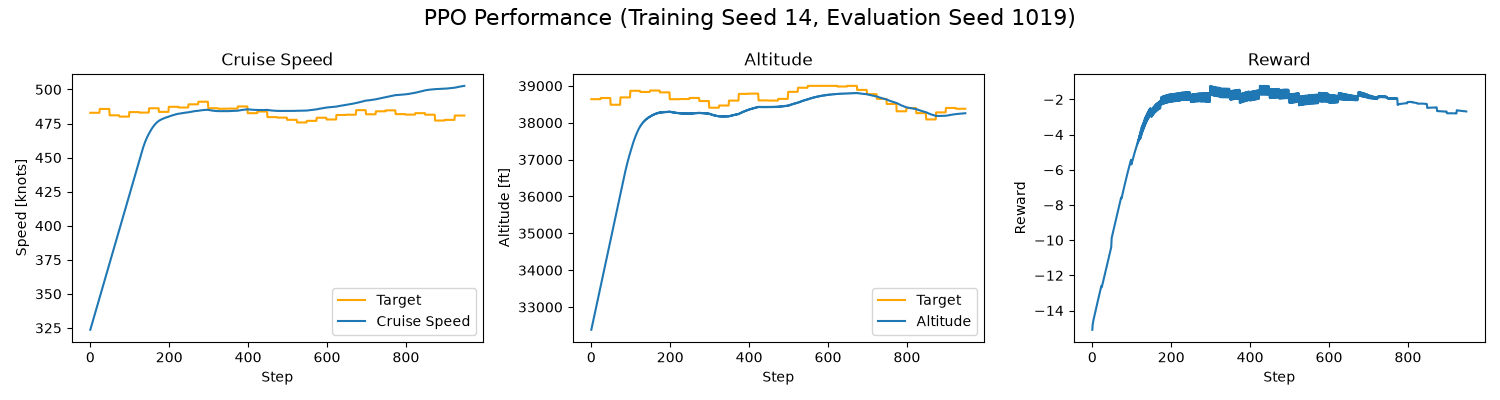 PPO Performance (Training Seed 14, Evaluation Seed 1019)
Cruise Speed
Speed [knots]
500
475
450
425
400
375
350
325
0 200 400 600 800
Step
Target
Cruise Speed
Altitude
Altitude [ft]
39000
38000
37000
36000
35000
34000
33000
0 200 400 600 800
Step
Target
Altitude
Reward
Reward
−2
−4
−6
−8
−10
−12
−14
0 200 400 600 800
Step